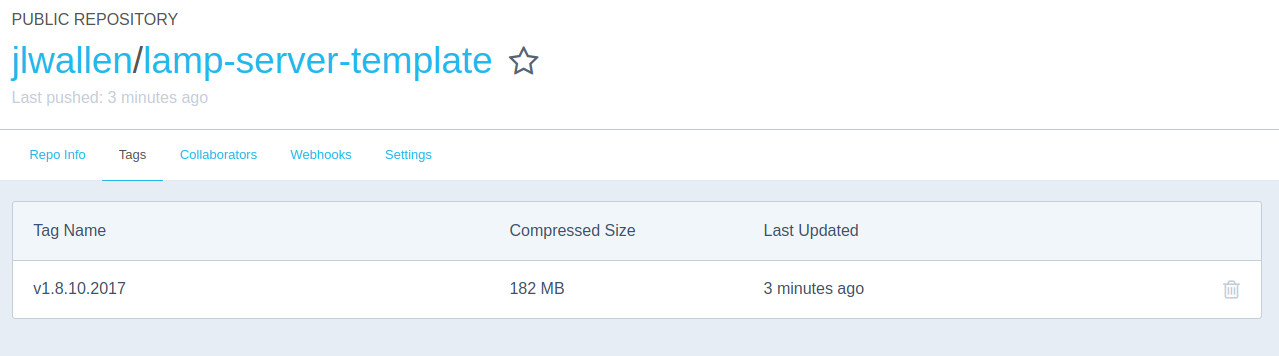 PUBLIC REPOSITORY
jlwallen/lamp-server-template
Last pushed: 3 minutes ago
Repo Info Tags Collaborators Webhooks Settings
Tag Name Compressed Size Last Updated
v1.8.10.2017 182 MB 3 minutes ago